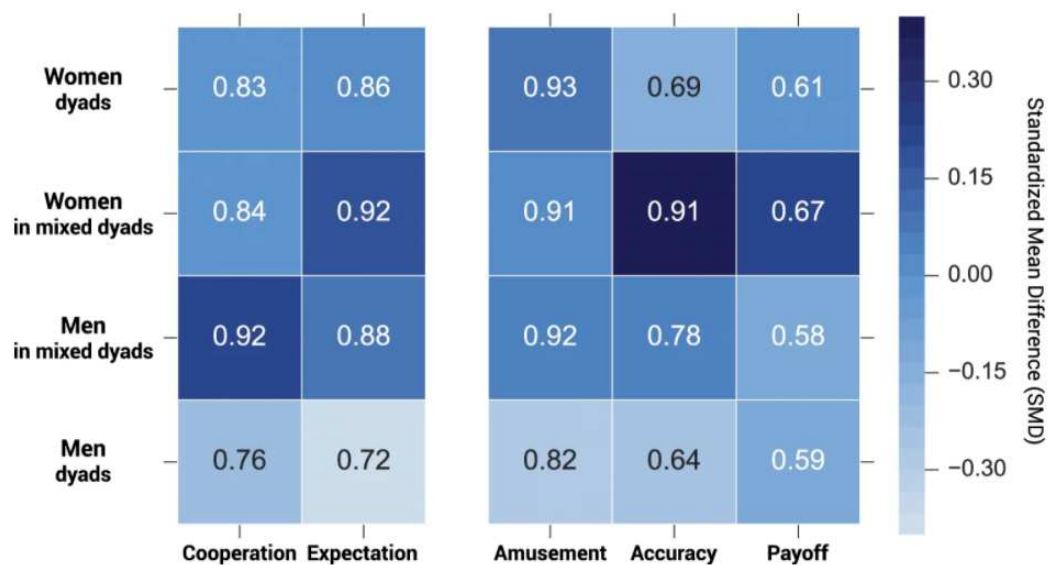 Women
dyads
0.83 0.86 0.93 0.69 0.61
Women
in mixed dyads
0.84 0.92 0.91 0.91 0.67
Men
in mixed dyads
0.92 0.88 0.92 0.78 0.58
Men
dyads
0.76 0.72 0.82 0.64 0.59
Cooperation Expectation Amusement Accuracy Payoff
0.30
0.15
0.00
−0.15
−0.30
Standardized Mean Difference (SMD)